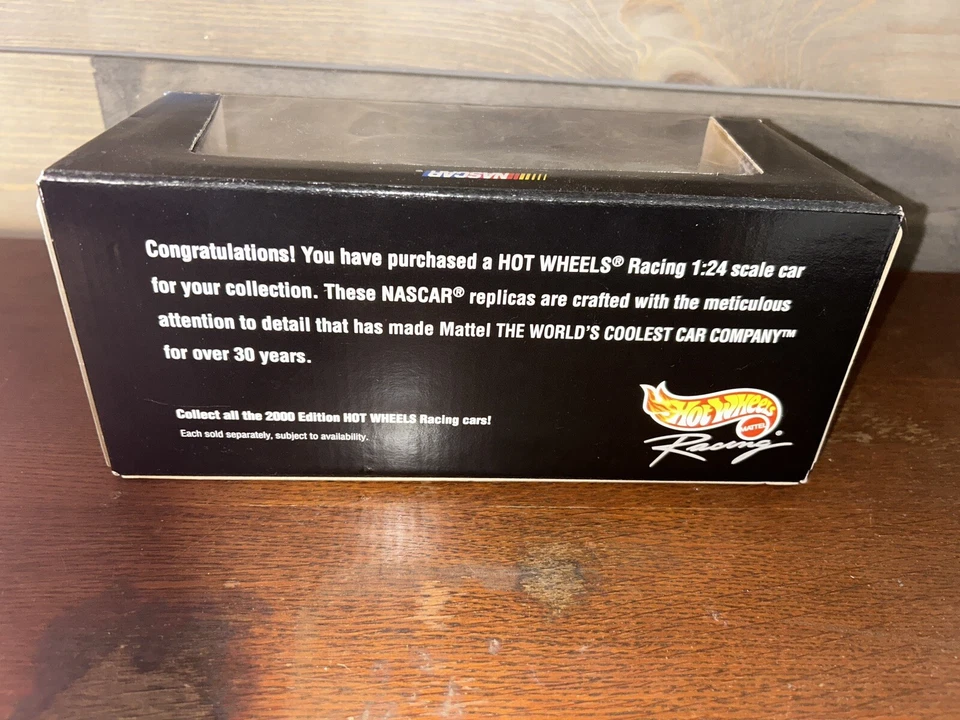 NASCAR
Congratulations! You have purchased a HOT WHEELS® Racing 1:24 scale car
for your collection. These NASCAR® replicas are crafted with the meticulous
attention to detail that has made Mattel THE WORLD'S COOLEST CAR COMPANY™
for over 30 years.
Collect all the 2000 Edition HOT WHEELS Racing cars!
Each sold separately, subject to availability.
Hot Wheels®
MATTEL
Racing